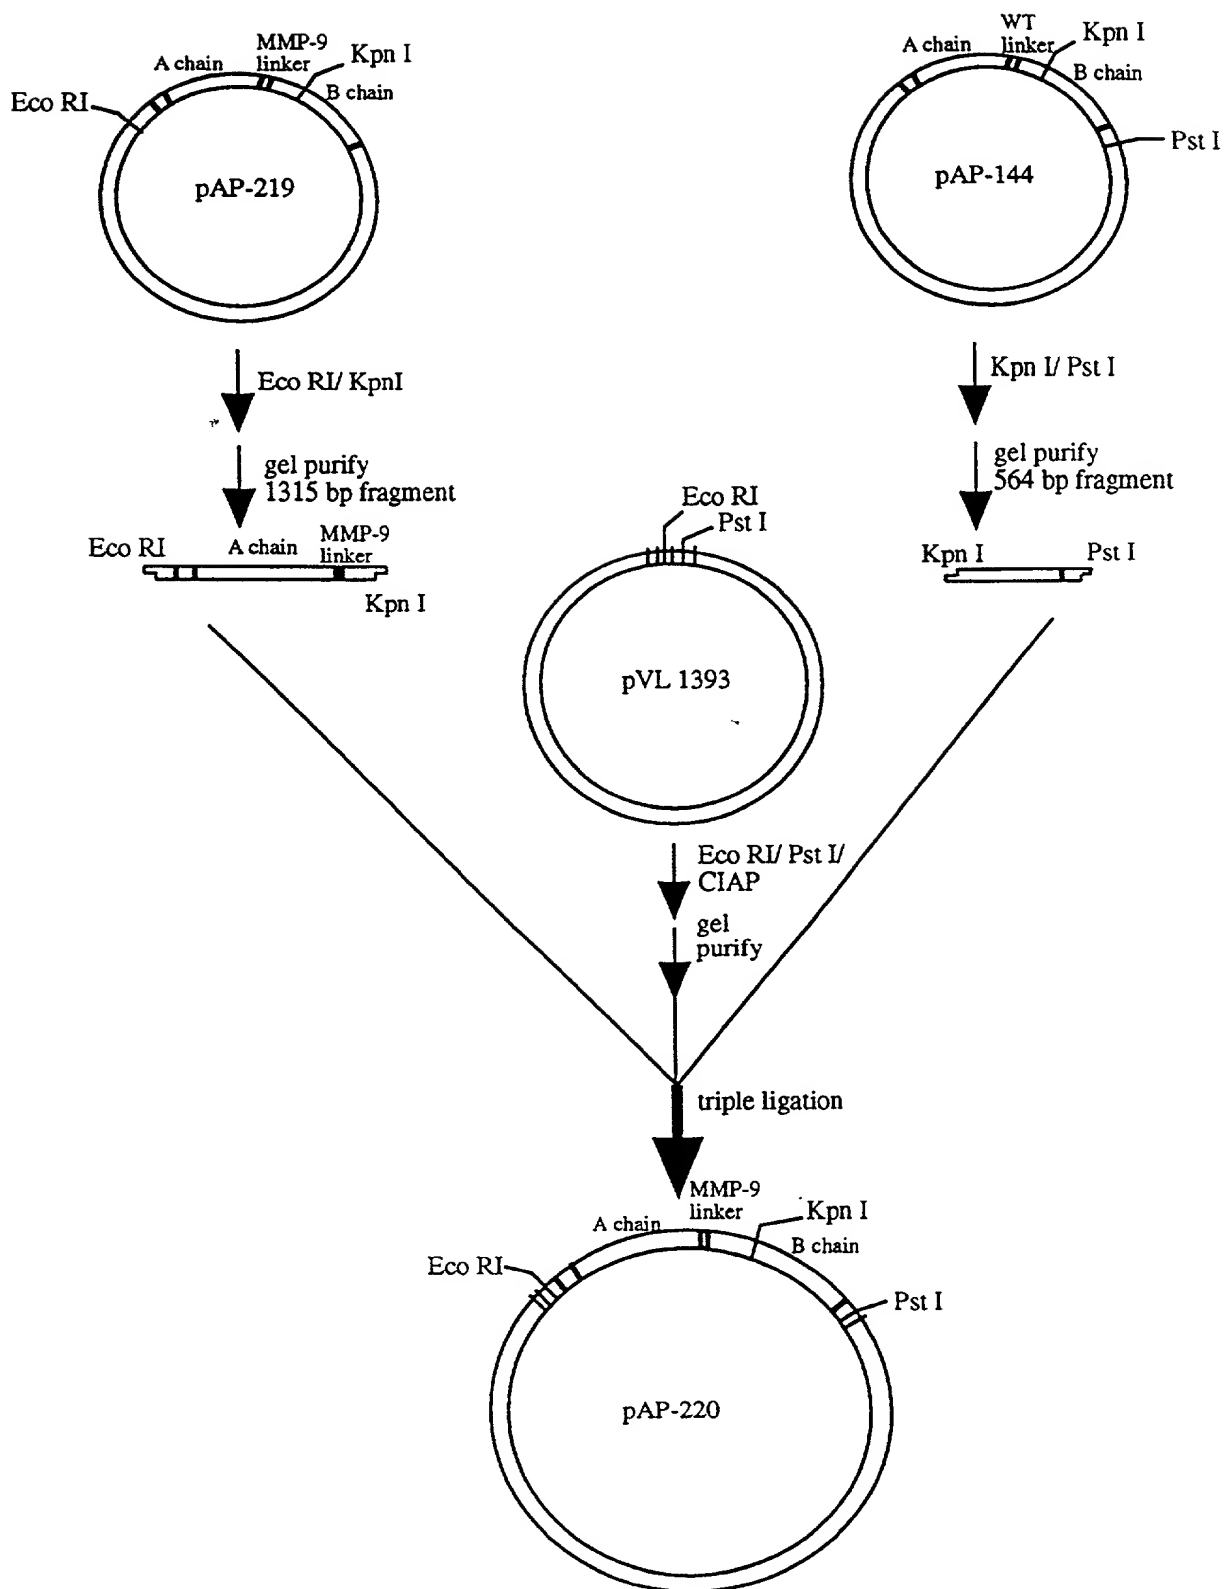 MMP-9
linker
A chain
Kpn I
B chain
Eco RI
pAP-219
WT
linker
A chain
Kpn I
B chain
Pst I
pAP-144
Eco RI/ KpnI
Kpn I/ Pst I
gel purify
1315 bp fragment
gel purify
564 bp fragment
Eco RI
A chain
MMP-9
linker
Kpn I
Eco RI
Pst I
Kpn I
Pst I
pVL 1393
Eco RI/ Pst I/
CIAP
gel
purify
triple ligation
MMP-9
linker
A chain
Kpn I
B chain
Eco RI
Pst I
pAP-220